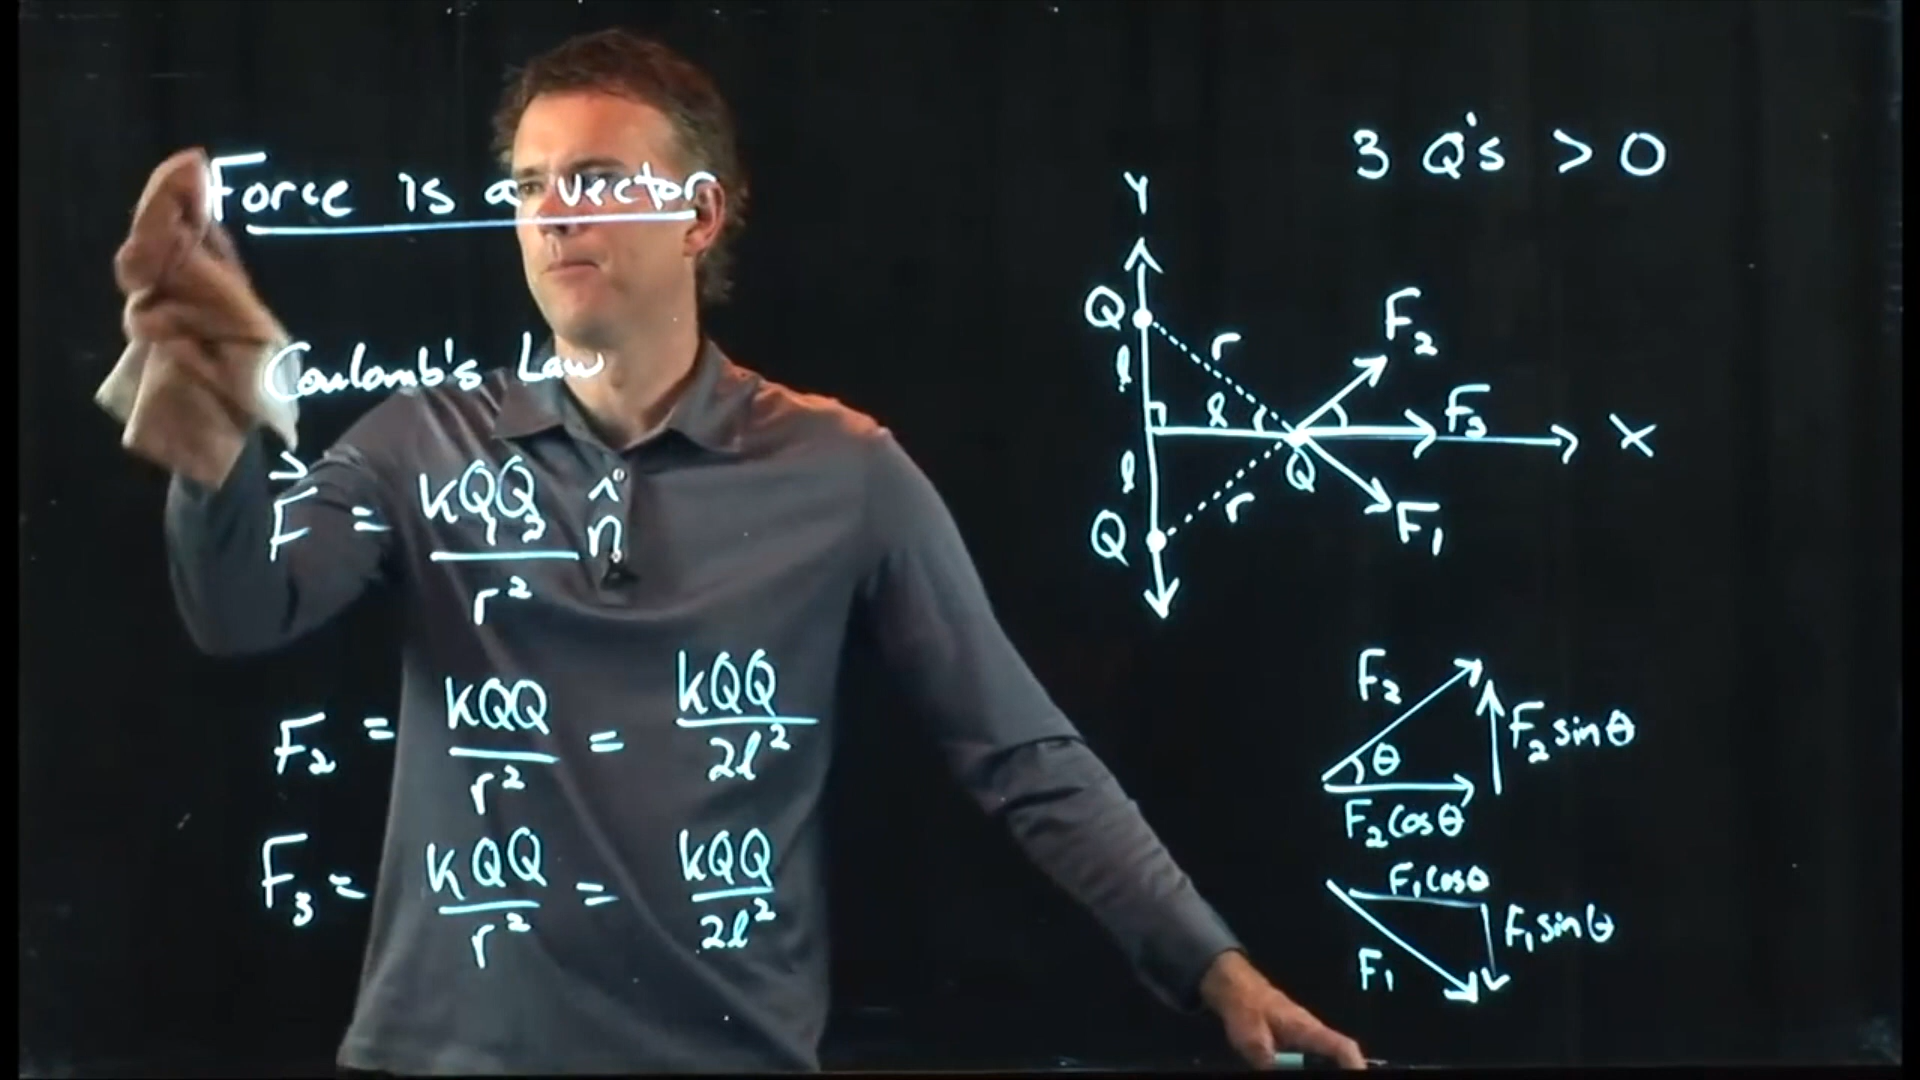 Force is a vector
Coulomb's Law
F⃗ = kQ₁Q₃/r² n̂
F₂ = kQQ/r² = kQQ/2l²
F₃ = kQQ/r² = kQQ/2l²
3 Q's > 0
Y
Q
r
F₂
l
l
F₃
X
Q
l
r
Q
F₁
F₂
F₂ sinθ
θ
F₂ cosθ
F₁ cosθ
F₁ sinθ
F₁